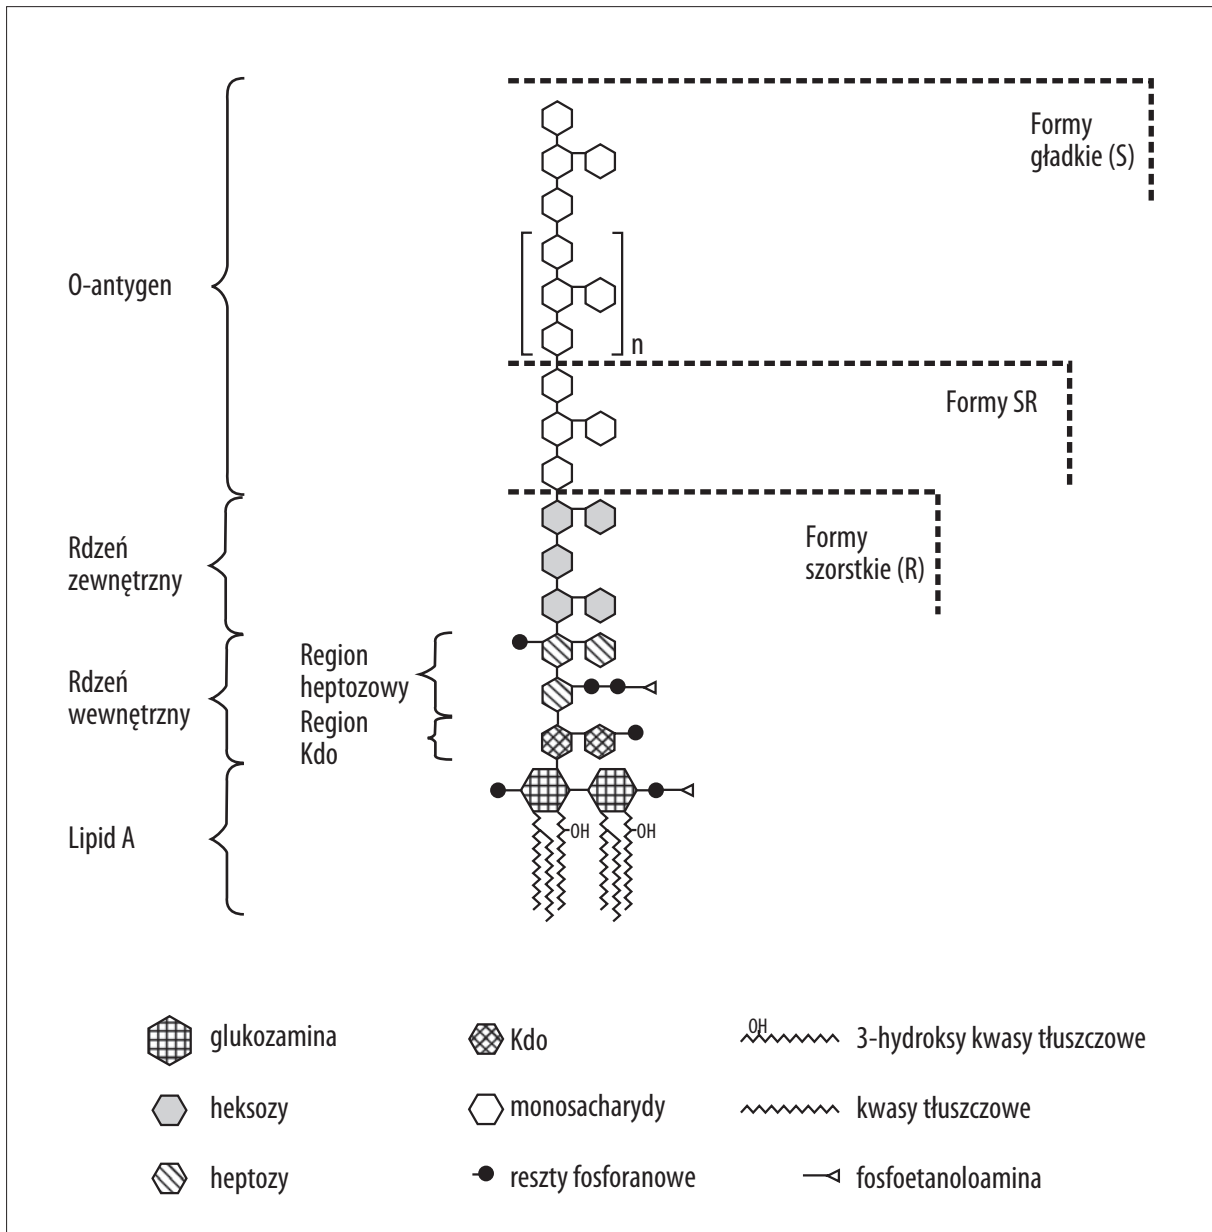 Formy
gładkie (S)
O-antygen
n
Formy SR
Formy
szorstkie (R)
Rdzeń
zewnętrzny
Region
heptozowy
Rdzeń
wewnętrzny
Region
Kdo
OH
OH
Lipid A
glukozamina
Kdo
OH
3-hydroksy kwasy tłuszczowe
heksozy
monosacharydy
kwasy tłuszczowe
heptozy
reszty fosforanowe
fosfoetanoloamina